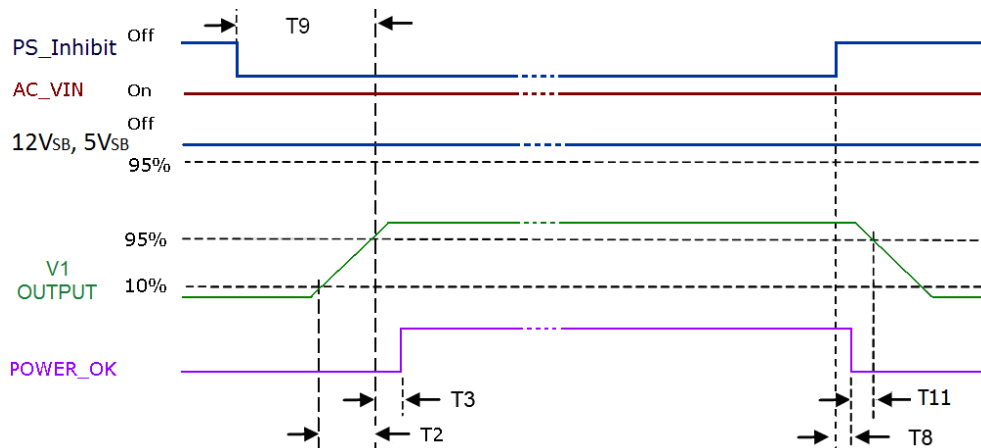 T9
PS_Inhibit Off
AC_VIN On
Off
12VSB, 5VSB
95%
95%
V1
OUTPUT
10%
POWER_OK
T3
T11
T2
T8